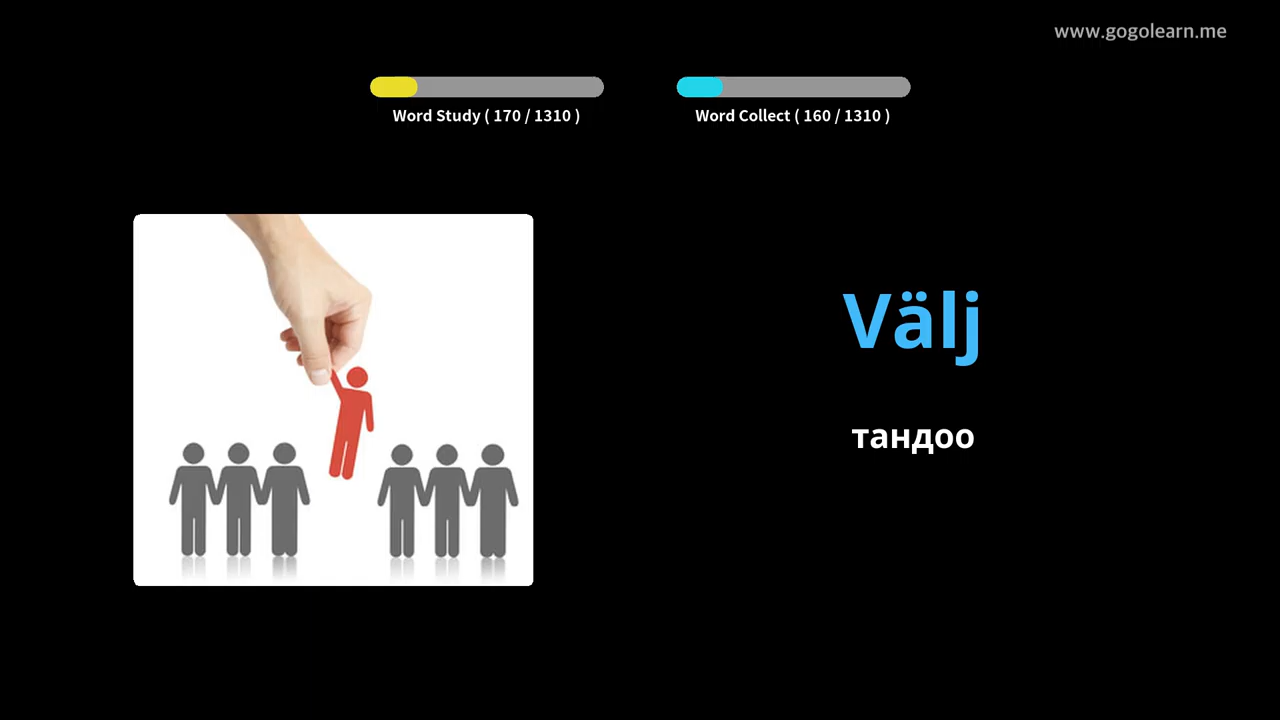 www.gogolearn.me
Word Study ( 170 / 1310 )
Word Collect ( 160 / 1310 )
Välj
тандоо